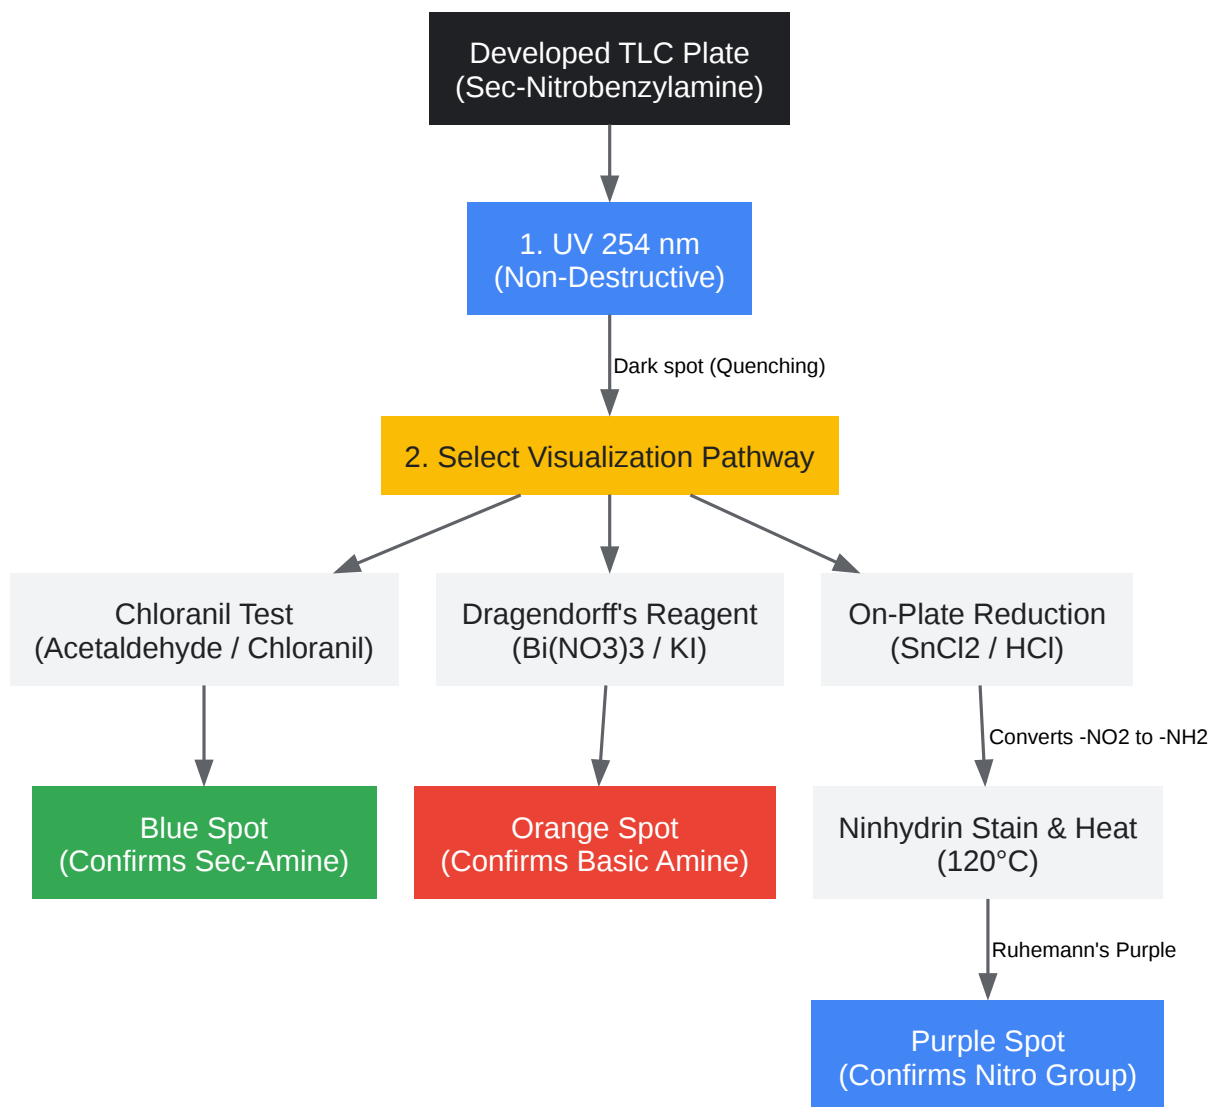 Developed TLC Plate
(Sec-Nitrobenzylamine)
1. UV 254 nm
(Non-Destructive)
Dark spot (Quenching)
2. Select Visualization Pathway
Chloranil Test
(Acetaldehyde / Chloranil)
Dragendorff's Reagent
(Bi(NO3)3 / KI)
On-Plate Reduction
(SnCl2 / HCl)
Converts -NO2 to -NH2
Blue Spot
(Confirms Sec-Amine)
Orange Spot
(Confirms Basic Amine)
Ninhydrin Stain & Heat
(120°C)
Ruhemann's Purple
Purple Spot
(Confirms Nitro Group)